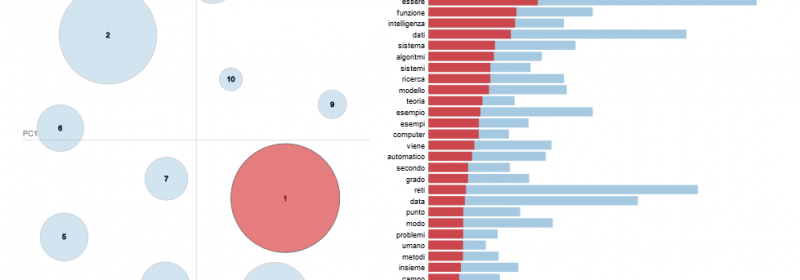 2
10
9
6
PC1
7
1
5
essere
funzione
intelligenza
dati
sistema
algoritmi
sistemi
ricerca
modello
teoria
esempio
esempi
computer
viene
automatico
secondo
grado
reti
data
punto
modo
problemi
umano
metodi
insieme
campo